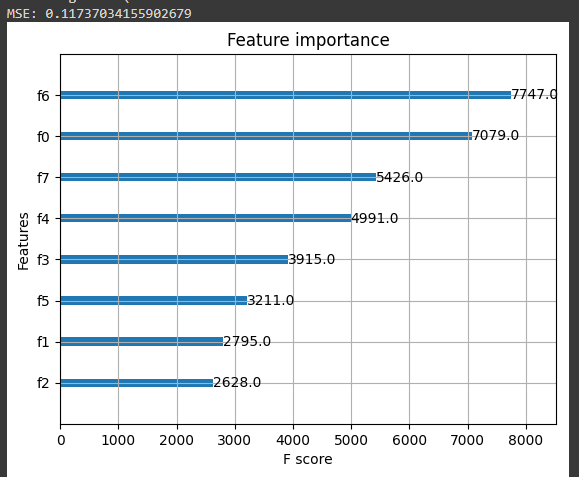 MSE: 0.11737034155902679
Feature importance
f6
7747.0
f0
7079.0
f7
5426.0
f4
4991.0
f3
3915.0
f5
3211.0
f1
2795.0
f2
2628.0
Features
0 1000 2000 3000 4000 5000 6000 7000 8000
F score